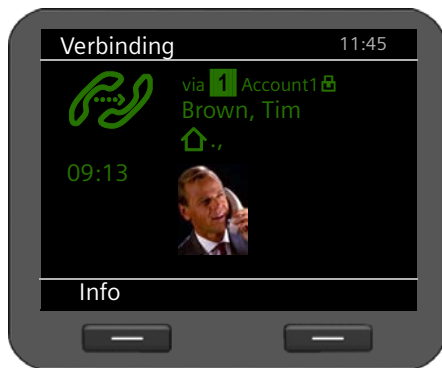 Verbinding 11:45
via 1 Account1
Brown, Tim
.,
09:13
Info